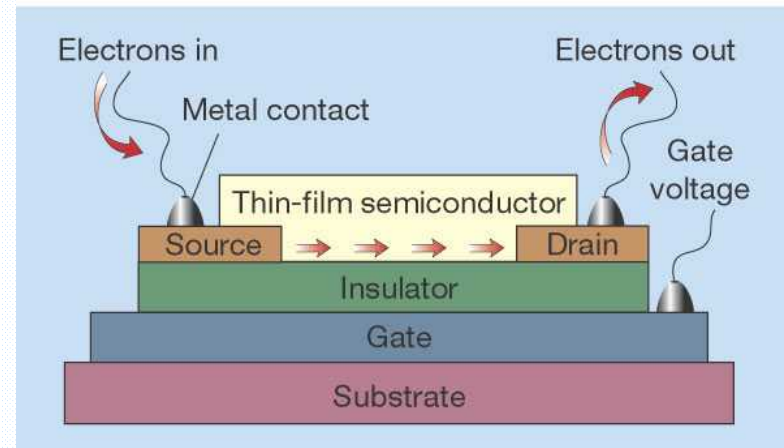 Electrons in
Electrons out
Metal contact
Gate
voltage
Thin-film semiconductor
Source
Drain
Insulator
Gate
Substrate